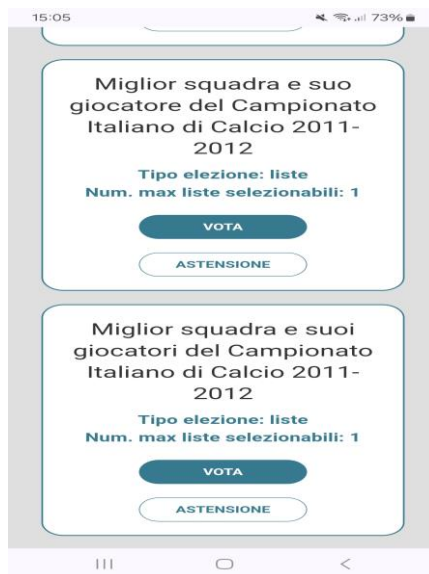 15:05
73%
Miglior squadra e suo
giocatore del Campionato
Italiano di Calcio 2011-
2012
Tipo elezione: liste
Num. max liste selezionabili: 1
VOTA
ASTENSIONE
Miglior squadra e suoi
giocatori del Campionato
Italiano di Calcio 2011-
2012
Tipo elezione: liste
Num. max liste selezionabili: 1
VOTA
ASTENSIONE